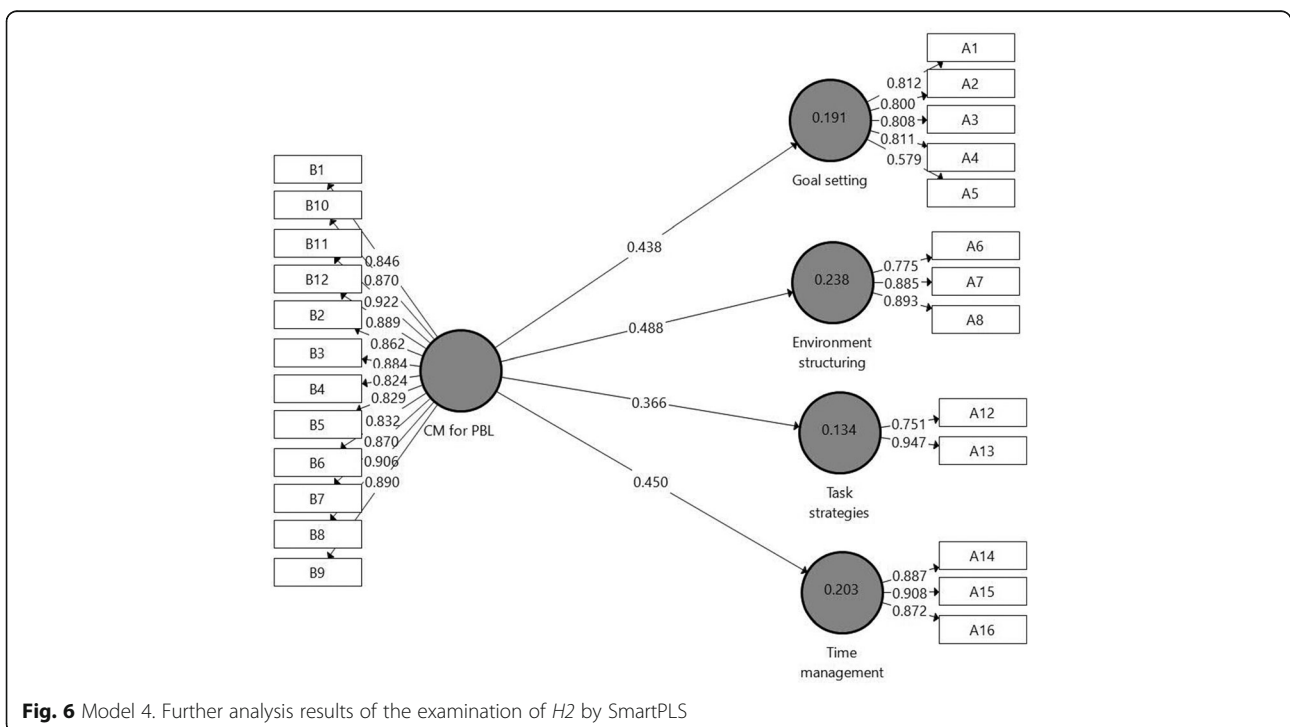 B1
B10
B11
B12
B2
B3
B4
B5
B6
B7
B8
B9
0.846
0.870
0.922
0.889
0.862
0.884
0.824
0.829
0.832
0.870
0.906
0.890
CM for PBL
0.438
0.488
0.366
0.450
0.191
Goal setting
0.812
0.800
0.808
0.811
0.579
A1
A2
A3
A4
A5
0.238
Environment
structuring
0.775
0.885
0.893
A6
A7
A8
0.134
Task
strategies
0.751
0.947
A12
A13
0.203
Time
management
0.887
0.908
0.872
A14
A15
A16
Fig. 6 Model 4. Further analysis results of the examination of H2 by SmartPLS